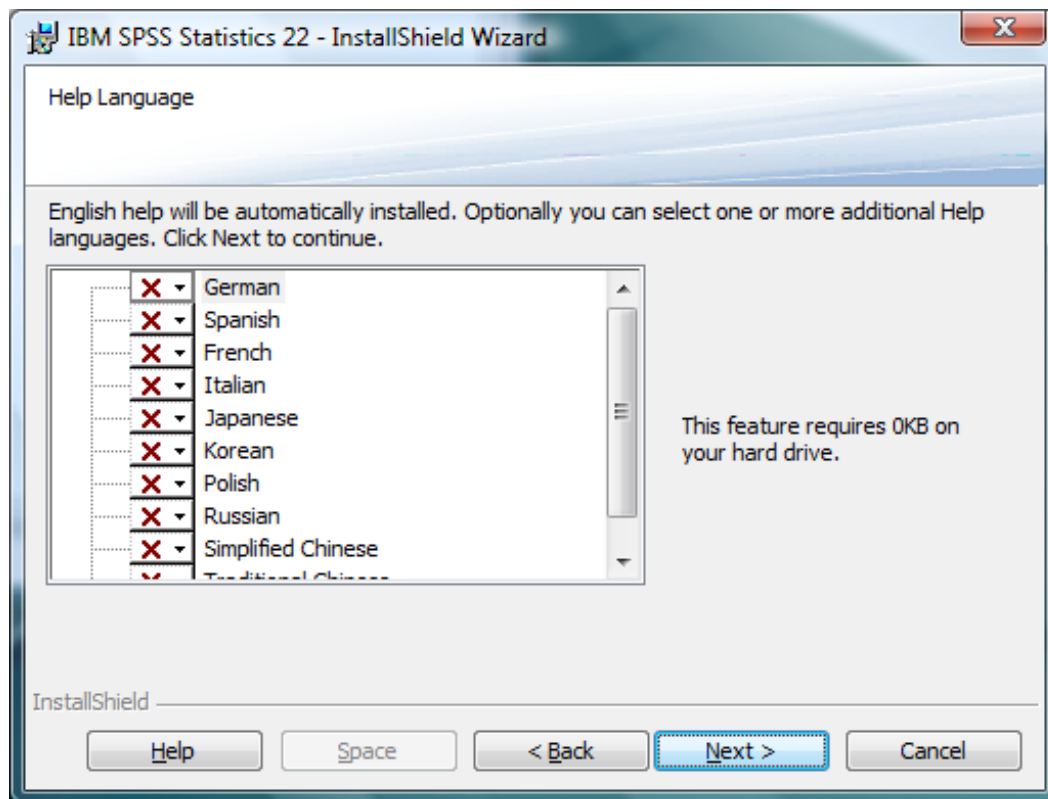 IBM SPSS Statistics 22 - InstallShield Wizard
Help Language
English help will be automatically installed. Optionally you can select one or more additional Help
languages. Click Next to continue.
German
Spanish
French
Italian
Japanese
Korean
Polish
Russian
Simplified Chinese
Traditional Chinese
This feature requires 0KB on
your hard drive.
InstallShield
Help
Space
< Back
Next >
Cancel